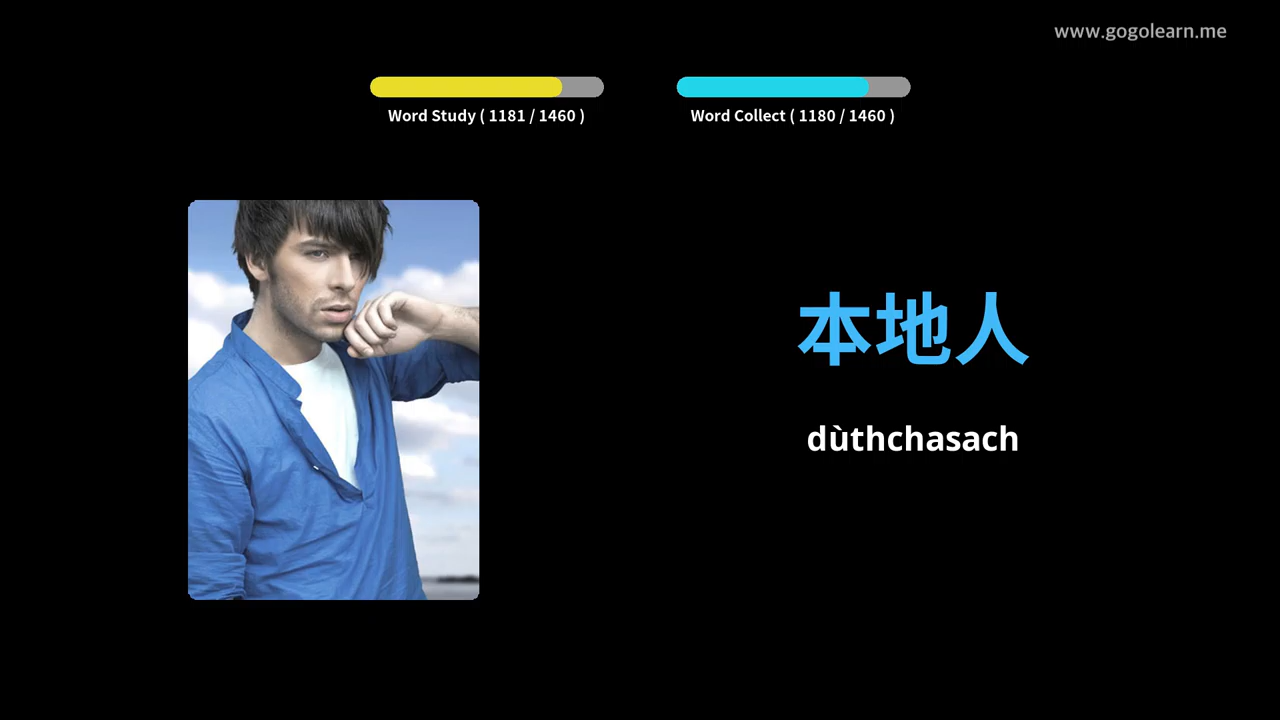 www.gogolearn.me
Word Study ( 1181 / 1460 )
Word Collect ( 1180 / 1460 )
本地人
dùthchasach